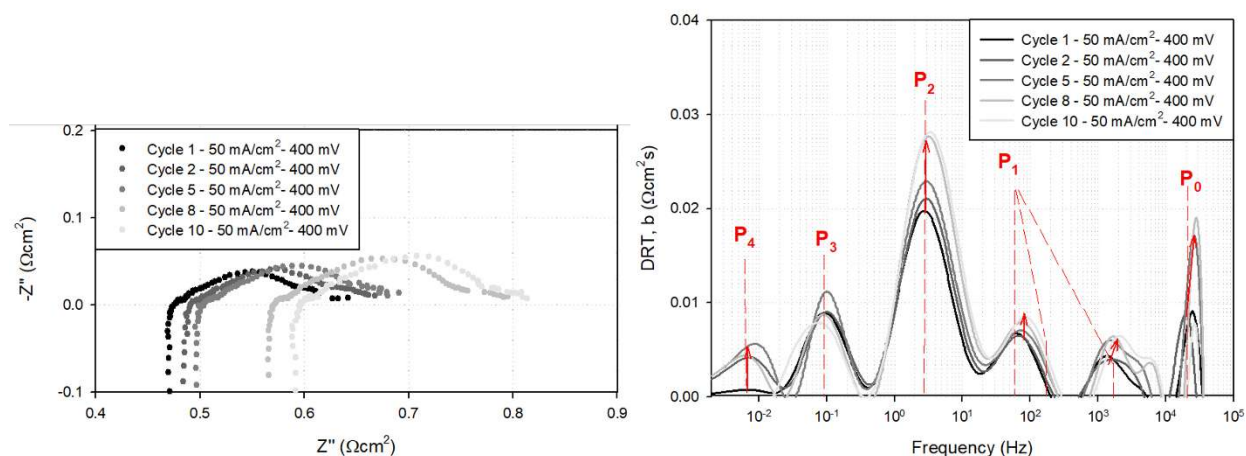 0.2
0.1
0.0
-0.1
-Z" (Ωcm²)
Cycle 1 - 50 mA/cm²- 400 mV
Cycle 2 - 50 mA/cm²- 400 mV
Cycle 5 - 50 mA/cm²- 400 mV
Cycle 8 - 50 mA/cm²- 400 mV
Cycle 10 - 50 mA/cm²- 400 mV
0.4 0.5 0.6 0.7 0.8 0.9
Z" (Ωcm²)
0.04
0.03
0.02
0.01
0.00
DRT, b (Ωcm²s)
Cycle 1 - 50 mA/cm²- 400 mV
Cycle 2 - 50 mA/cm²- 400 mV
Cycle 5 - 50 mA/cm²- 400 mV
Cycle 8 - 50 mA/cm²- 400 mV
Cycle 10 - 50 mA/cm²- 400 mV
P₂
P₁
P₀
P₄
P₃
10⁻² 10⁻¹ 10⁰ 10¹ 10² 10³ 10⁴ 10⁵
Frequency (Hz)